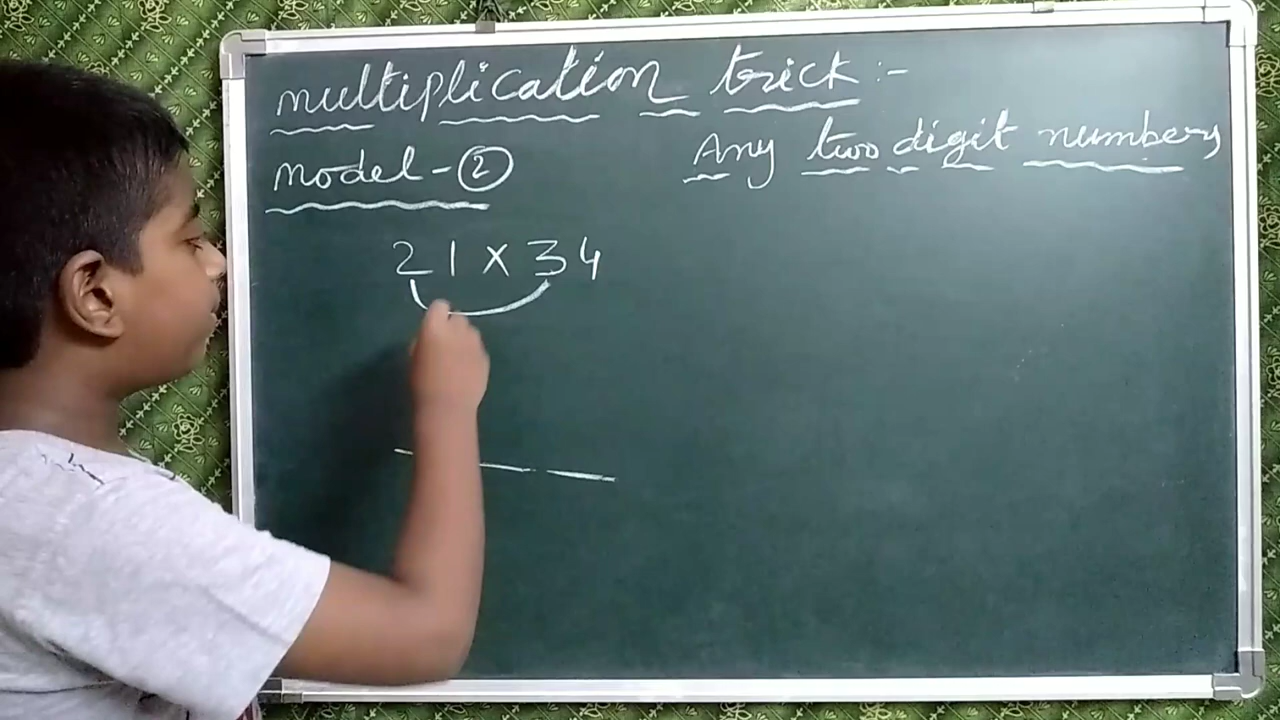 multiplication trick :-
Any two digit numbers
model - ②
21 x 34